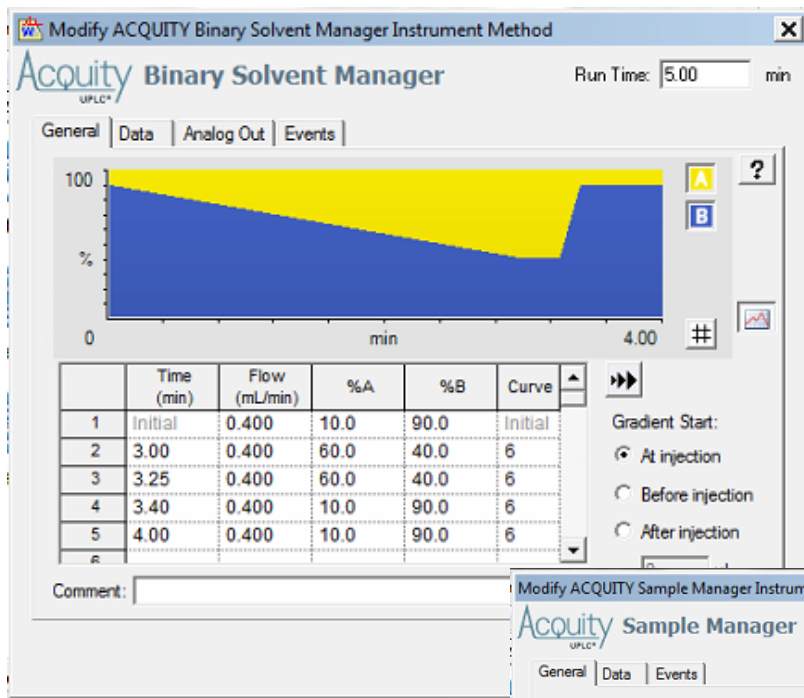 Modify ACQUITY Binary Solvent Manager Instrument Method
Acquity UPLC® Binary Solvent Manager
Run Time: 5.00 min
General Data Analog Out Events
100
A
?
B
%
0 min 4.00
Time (min) Flow (mL/min) %A %B Curve
1 Initial 0.400 10.0 90.0 Initial
2 3.00 0.400 60.0 40.0 6
3 3.25 0.400 60.0 40.0 6
4 3.40 0.400 10.0 90.0 6
5 4.00 0.400 10.0 90.0 6
Gradient Start:
At injection
Before injection
After injection
Comment:
Modify ACQUITY Sample Manager
Acquity UPLC® Sample Manager
General Data Events